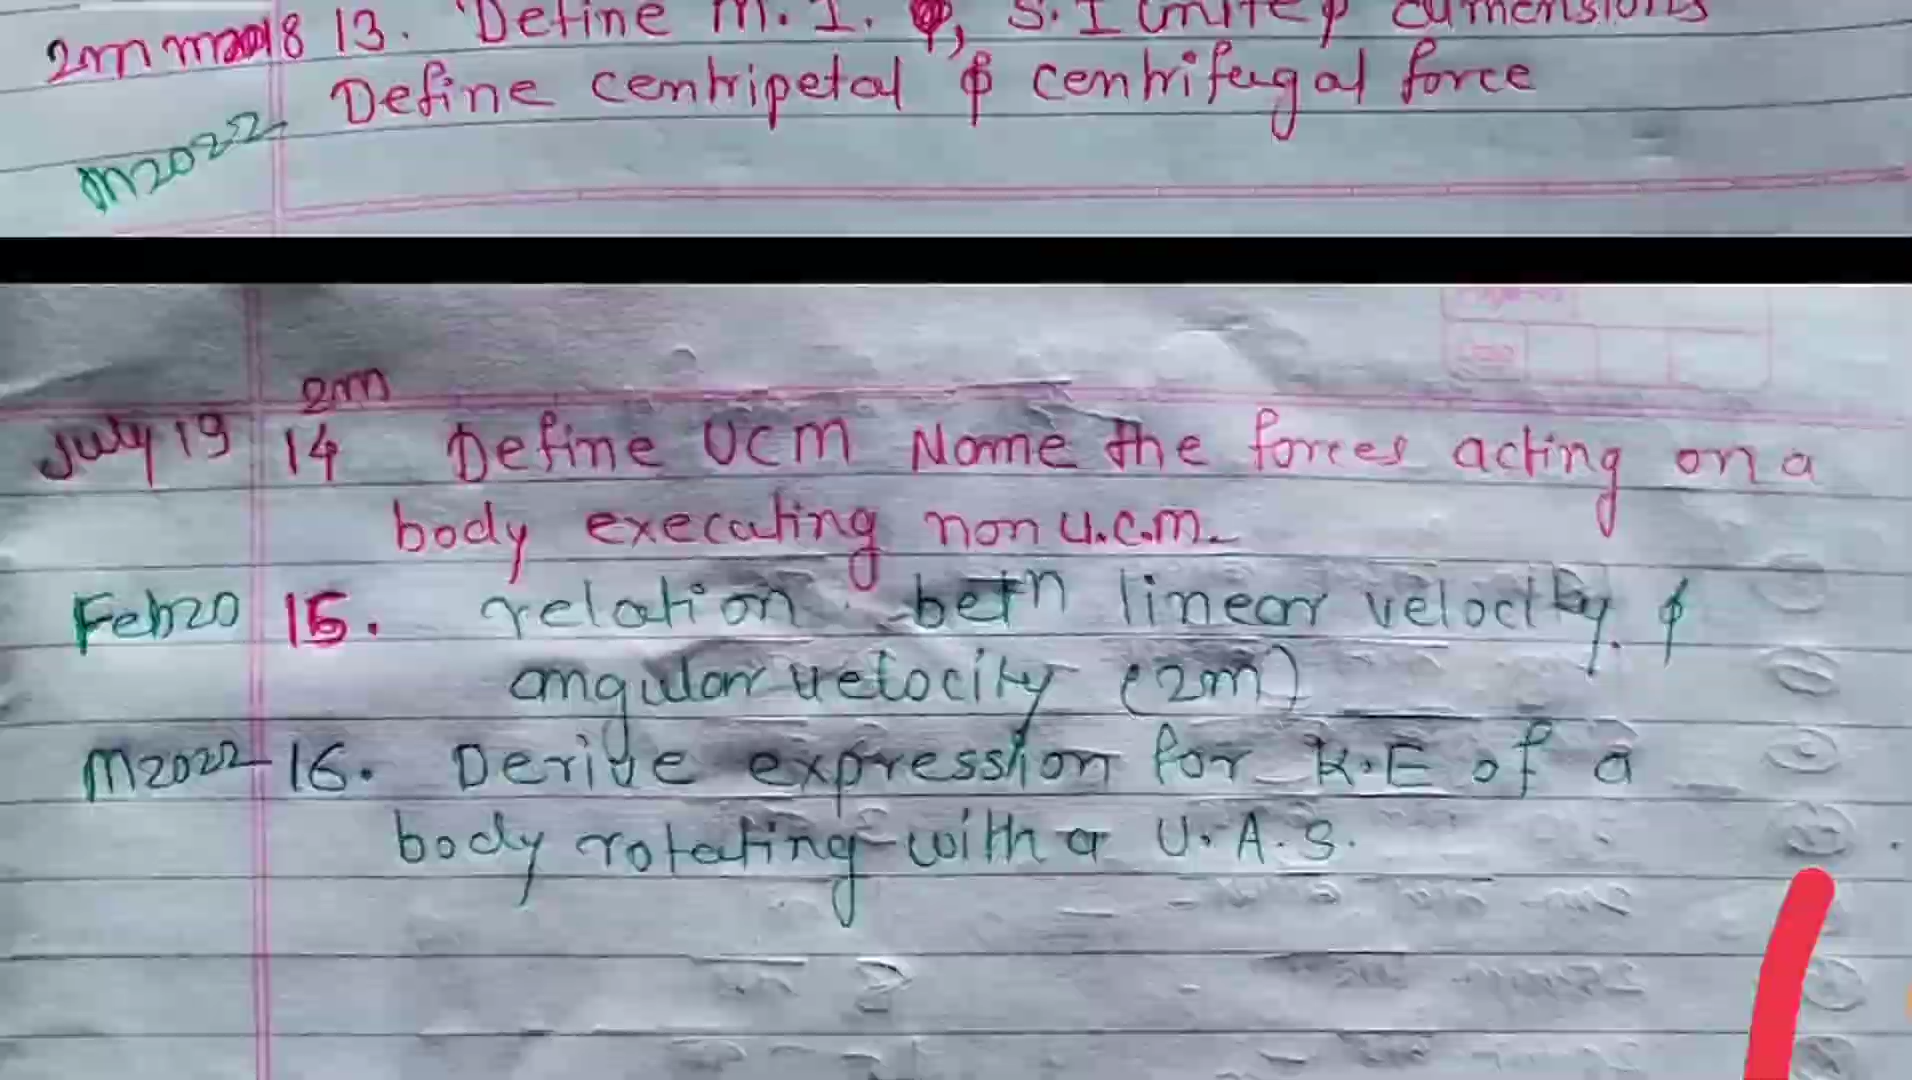 2m m2018 13. Define M. I. &, S. I unit & dimensions
Define centripetal & centrifugal force
M2022
2m
July 19 14 Define UCM Name the forces acting on a
body executing non U.C.M.
Feb20 15. relation betn linear velocity. &
angular velocity (2m)
M2022 16. Derive expression for K.E of a
body rotating with a U.A.S.